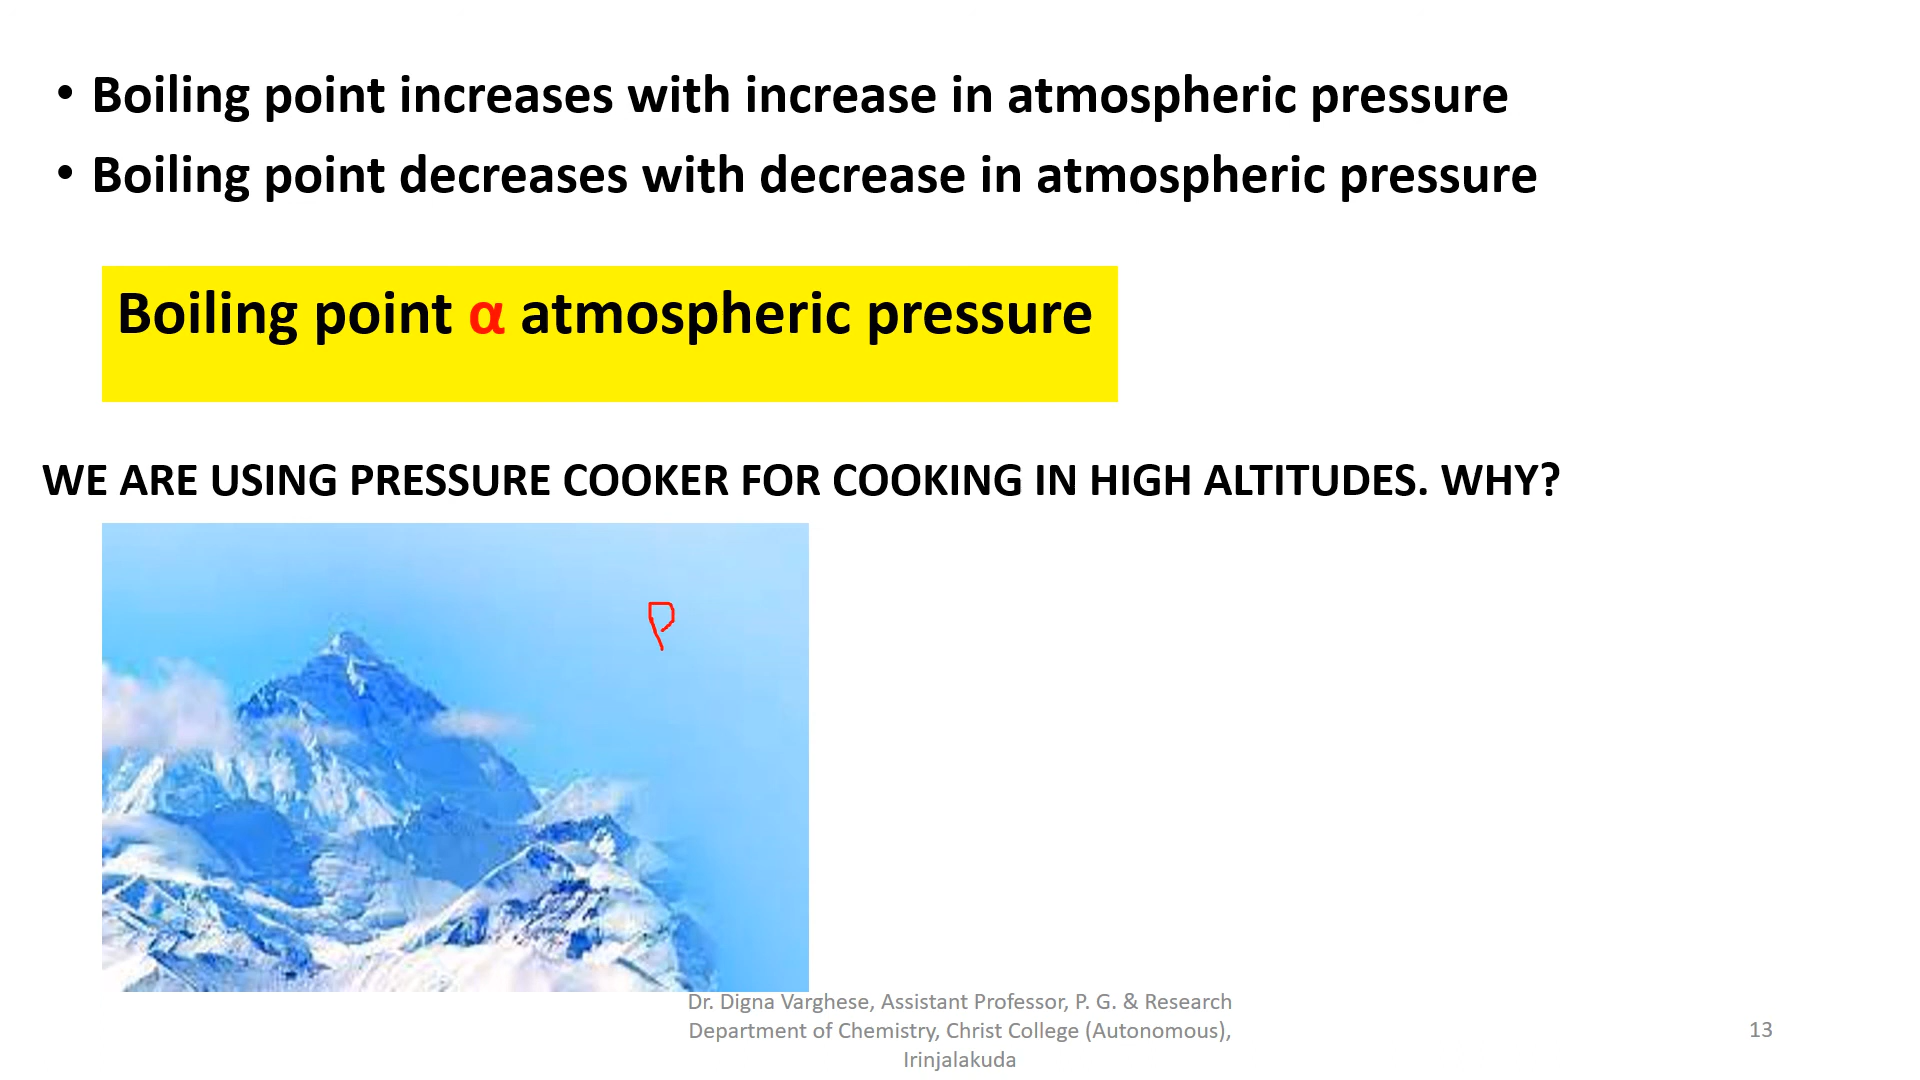 • Boiling point increases with increase in atmospheric pressure
• Boiling point decreases with decrease in atmospheric pressure
Boiling point α atmospheric pressure
WE ARE USING PRESSURE COOKER FOR COOKING IN HIGH ALTITUDES. WHY?
P
Dr. Digna Varghese, Assistant Professor, P. G. & Research
Department of Chemistry, Christ College (Autonomous),
Irinjalakuda
13